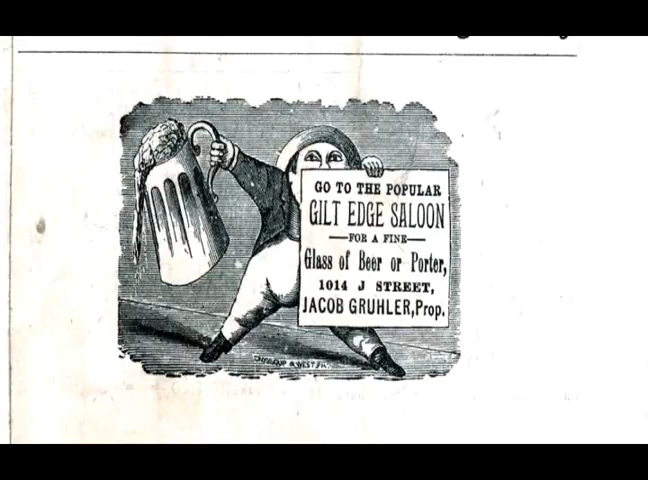 GO TO THE POPULAR
GILT EDGE SALOON
—FOR A FINE—
Glass of Beer or Porter,
1014 J STREET,
JACOB GRUHLER, Prop.